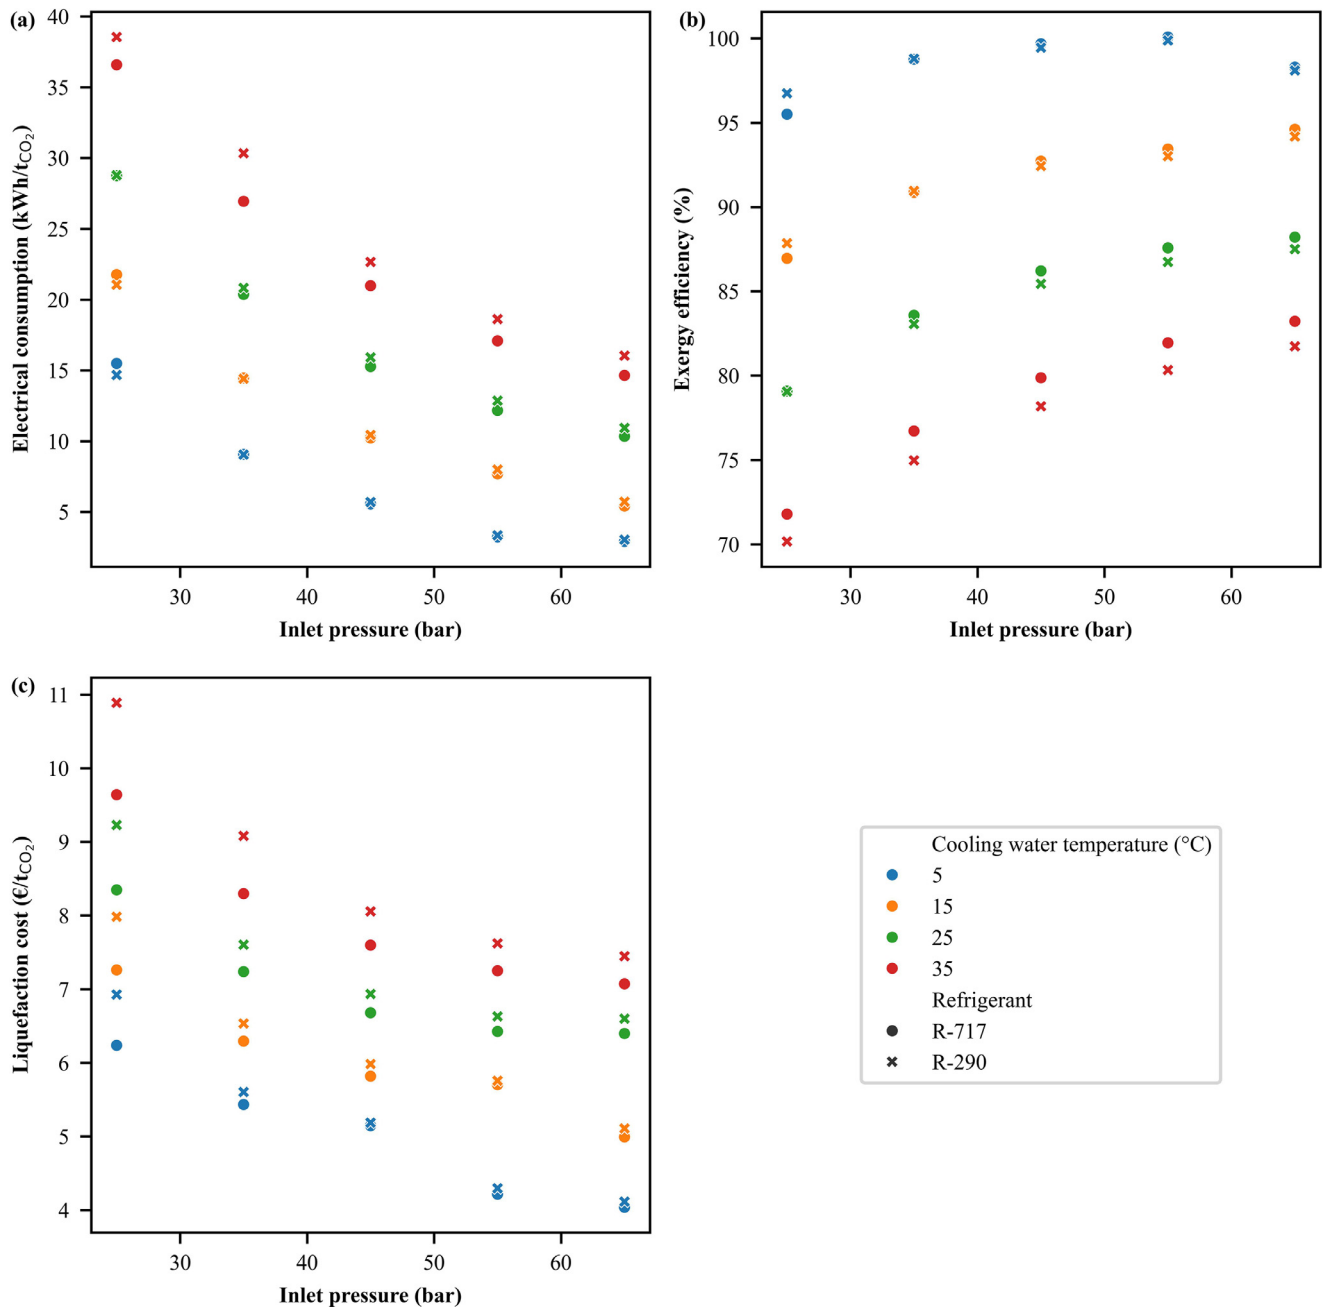 (a)
40
35
30
25
20
15
10
5
Electrical consumption (kWh/tCO2)
30 40 50 60
Inlet pressure (bar)
(b)
100
95
90
85
80
75
70
Exergy efficiency (%)
30 40 50 60
Inlet pressure (bar)
(c)
11
10
9
8
7
6
5
4
Liquefaction cost (€/tCO2)
30 40 50 60
Inlet pressure (bar)
Cooling water temperature (°C)
5
15
25
35
Refrigerant
R-717
R-290